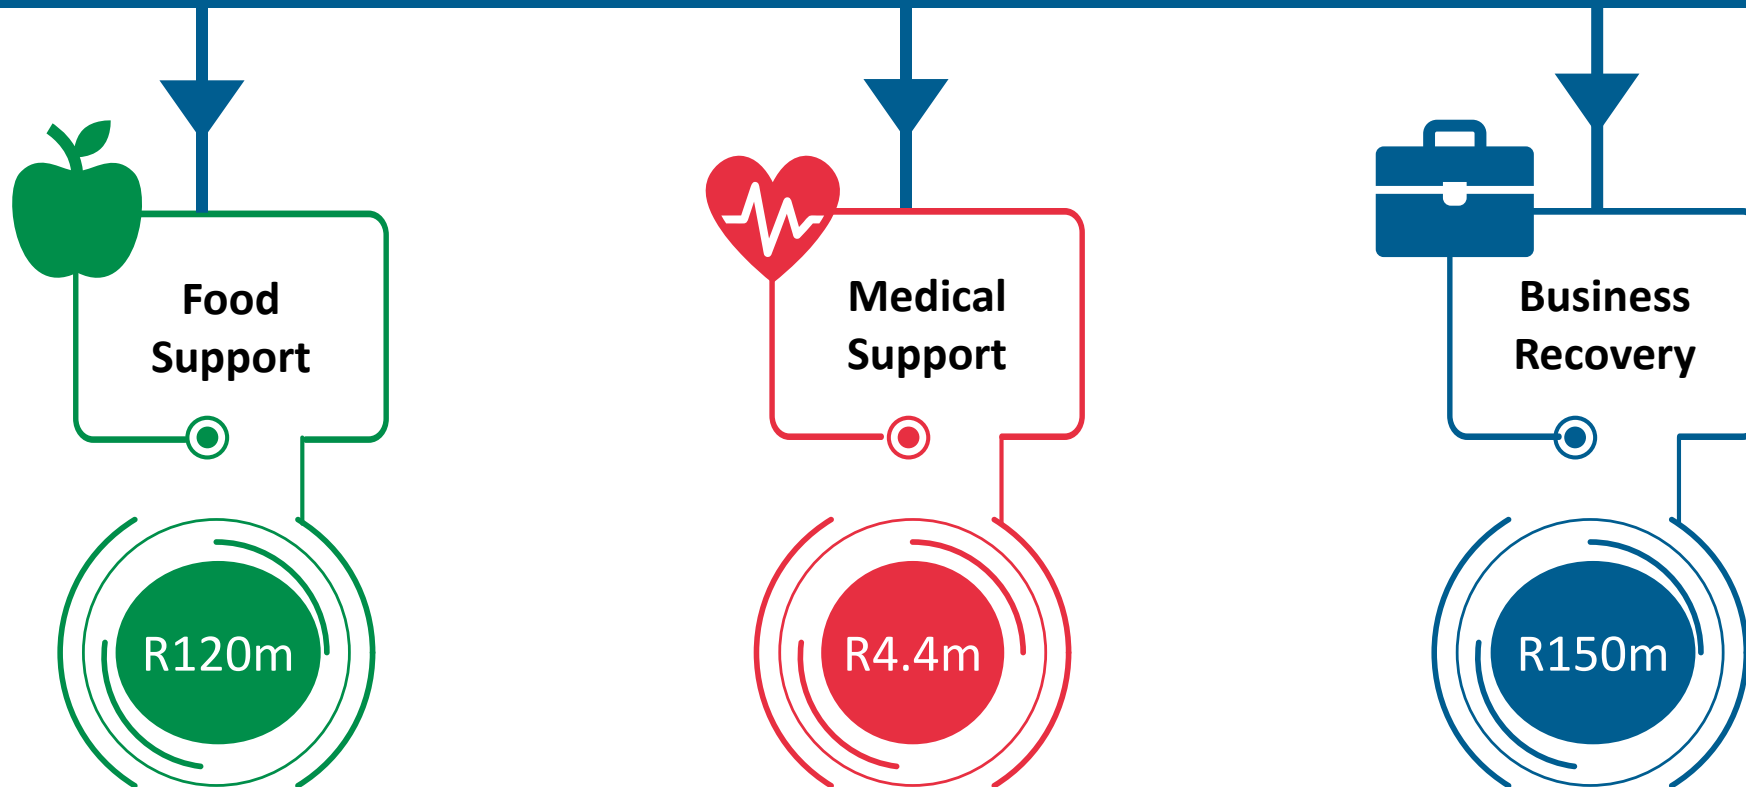 Food
Support
Medical
Support
Business
Recovery
R120m
R4.4m
R150m